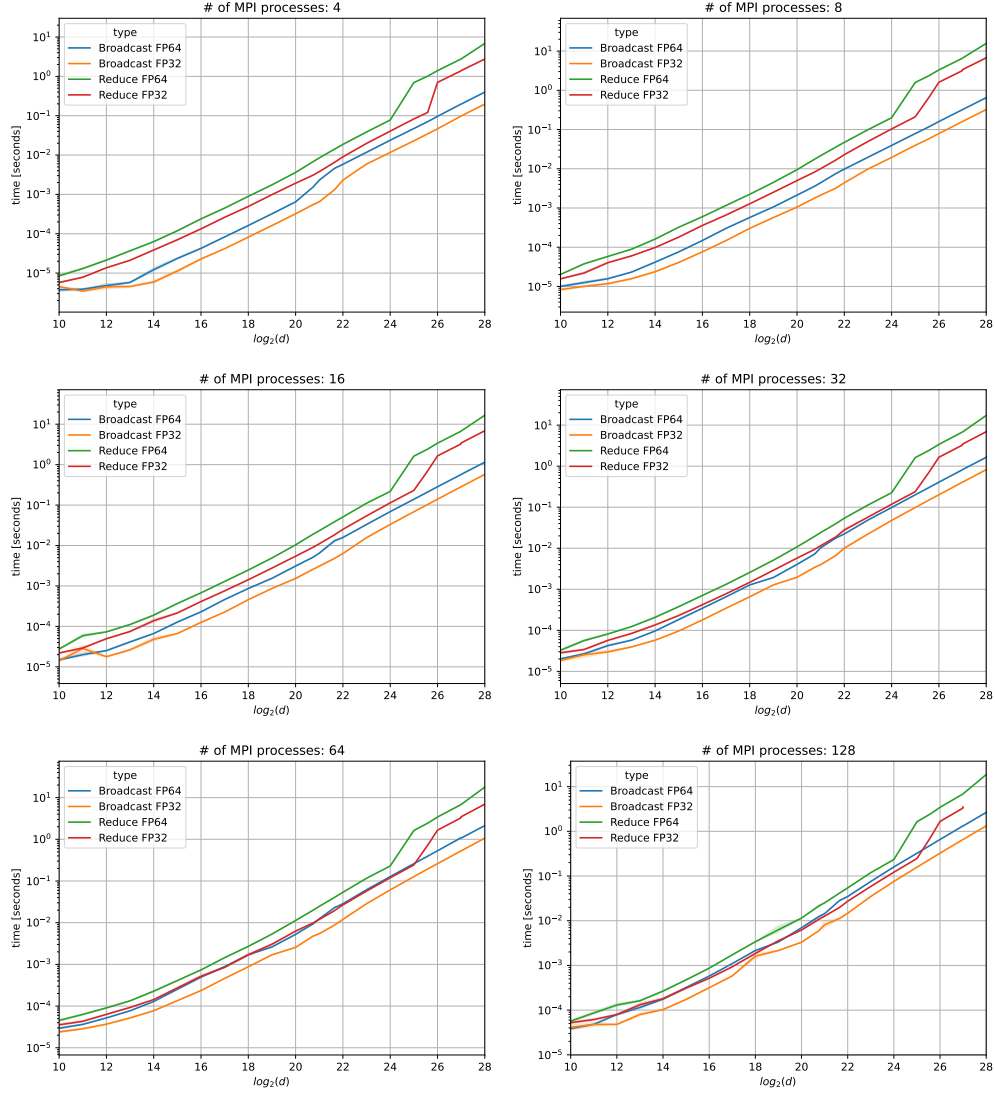 # of MPI processes: 4
type
Broadcast FP64
Broadcast FP32
Reduce FP64
Reduce FP32
time [seconds]
10^1
10^0
10^-1
10^-2
10^-3
10^-4
10^-5
10 12 14 16 18 20 22 24 26 28
log_2(d)
# of MPI processes: 8
type
Broadcast FP64
Broadcast FP32
Reduce FP64
Reduce FP32
time [seconds]
10^1
10^0
10^-1
10^-2
10^-3
10^-4
10^-5
10 12 14 16 18 20 22 24 26 28
log_2(d)
# of MPI processes: 16
type
Broadcast FP64
Broadcast FP32
Reduce FP64
Reduce FP32
time [seconds]
10^1
10^0
10^-1
10^-2
10^-3
10^-4
10^-5
10 12 14 16 18 20 22 24 26 28
log_2(d)
# of MPI processes: 32
type
Broadcast FP64
Broadcast FP32
Reduce FP64
Reduce FP32
time [seconds]
10^1
10^0
10^-1
10^-2
10^-3
10^-4
10^-5
10 12 14 16 18 20 22 24 26 28
log_2(d)
# of MPI processes: 64
type
Broadcast FP64
Broadcast FP32
Reduce FP64
Reduce FP32
time [seconds]
10^1
10^0
10^-1
10^-2
10^-3
10^-4
10^-5
10 12 14 16 18 20 22 24 26 28
log_2(d)
# of MPI processes: 128
type
Broadcast FP64
Broadcast FP32
Reduce FP64
Reduce FP32
time [seconds]
10^1
10^0
10^-1
10^-2
10^-3
10^-4
10^-5
10 12 14 16 18 20 22 24 26 28
log_2(d)